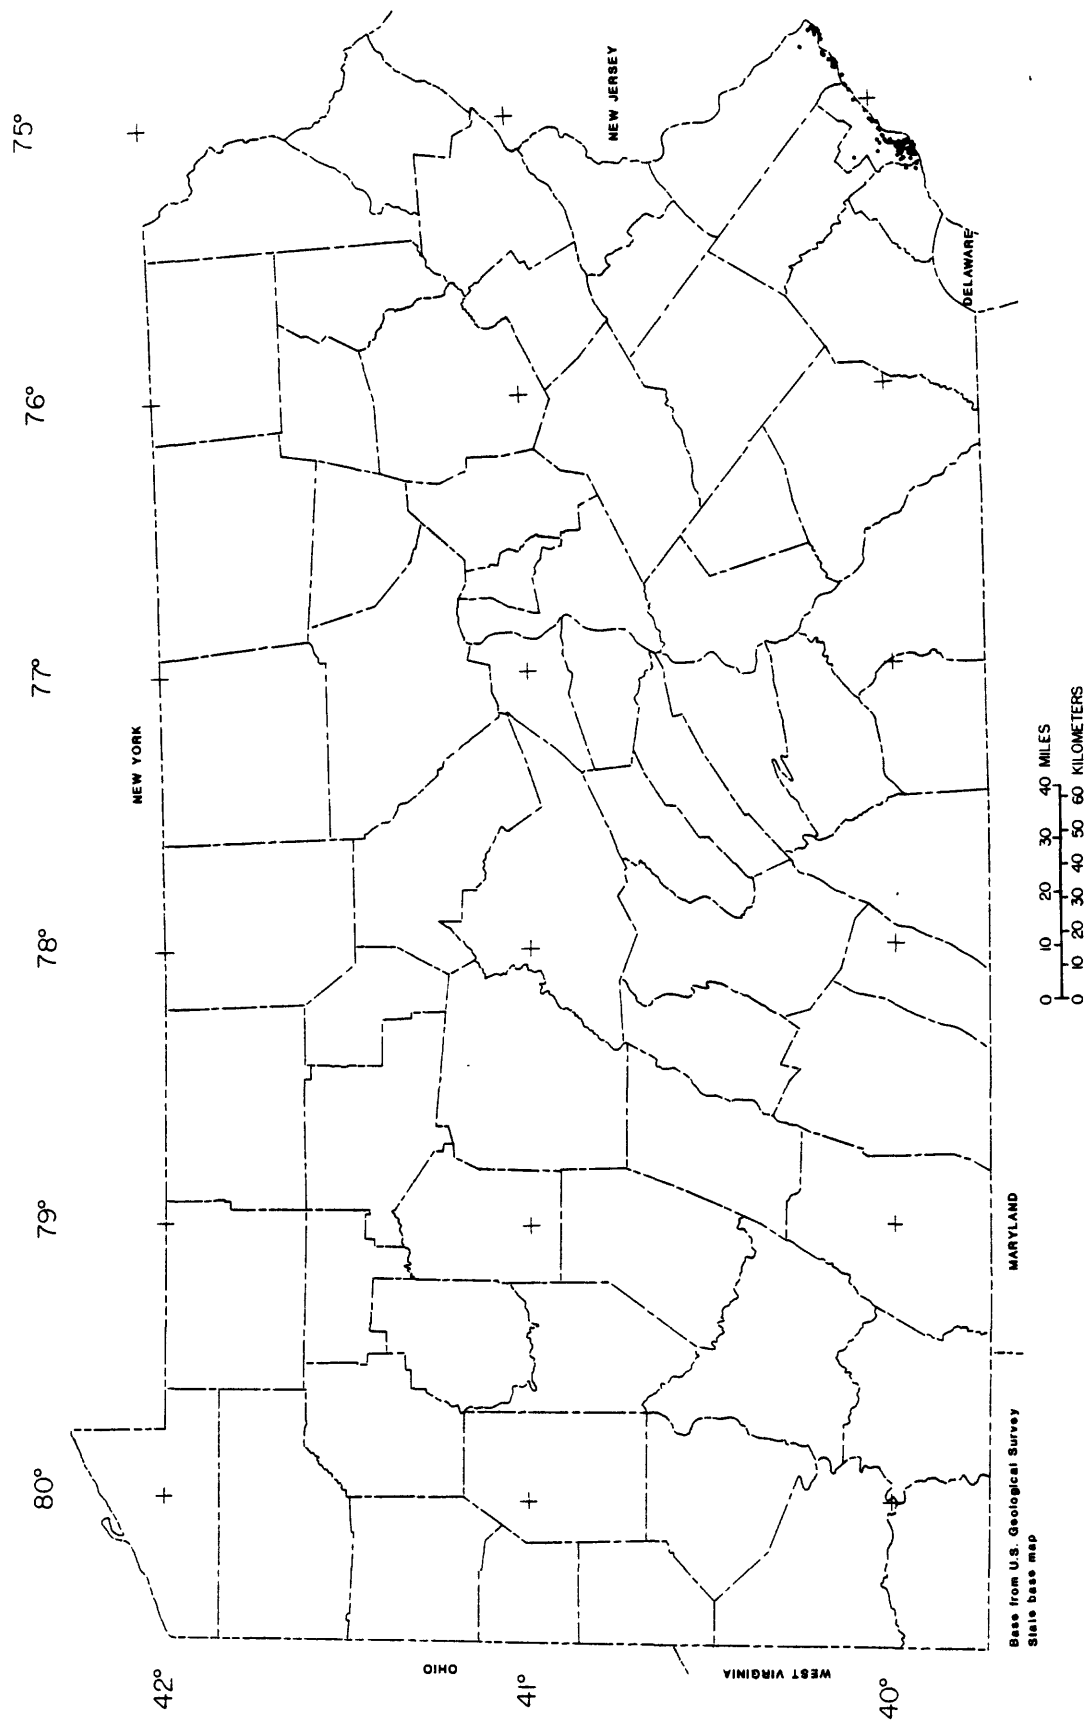 75°
76°
77°
78°
79°
80°
42°
41°
40°
NEW YORK
NEW JERSEY
DELAWARE
MARYLAND
WEST VIRGINIA
OHIO
0 10 20 30 40 MILES
0 10 20 30 40 50 60 KILOMETERS
Base from U.S. Geological Survey
State base map